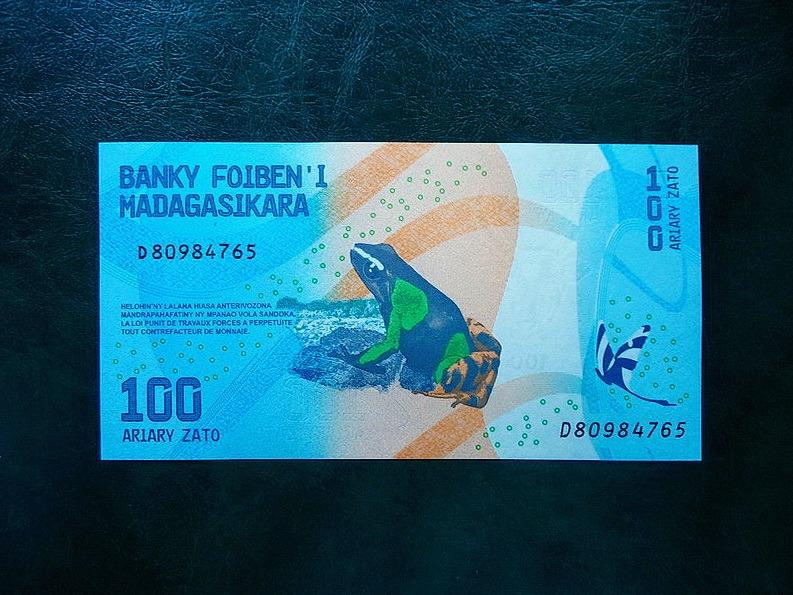 BANKY FOIBEN'I
MADAGASIKARA
D80984765
HELOHIN'NY LALANA HIASA ANTERIVOZONA
MANDRAPAHAFATINY NY MPANAO VOLA SANDOKA.
LA LOI PUNIT DE TRAVAUX FORCES A PERPETUITE
TOUT CONTREFACTEUR DE MONNAIE.
100
ARIARY ZATO
100
ARIARY ZATO
D80984765